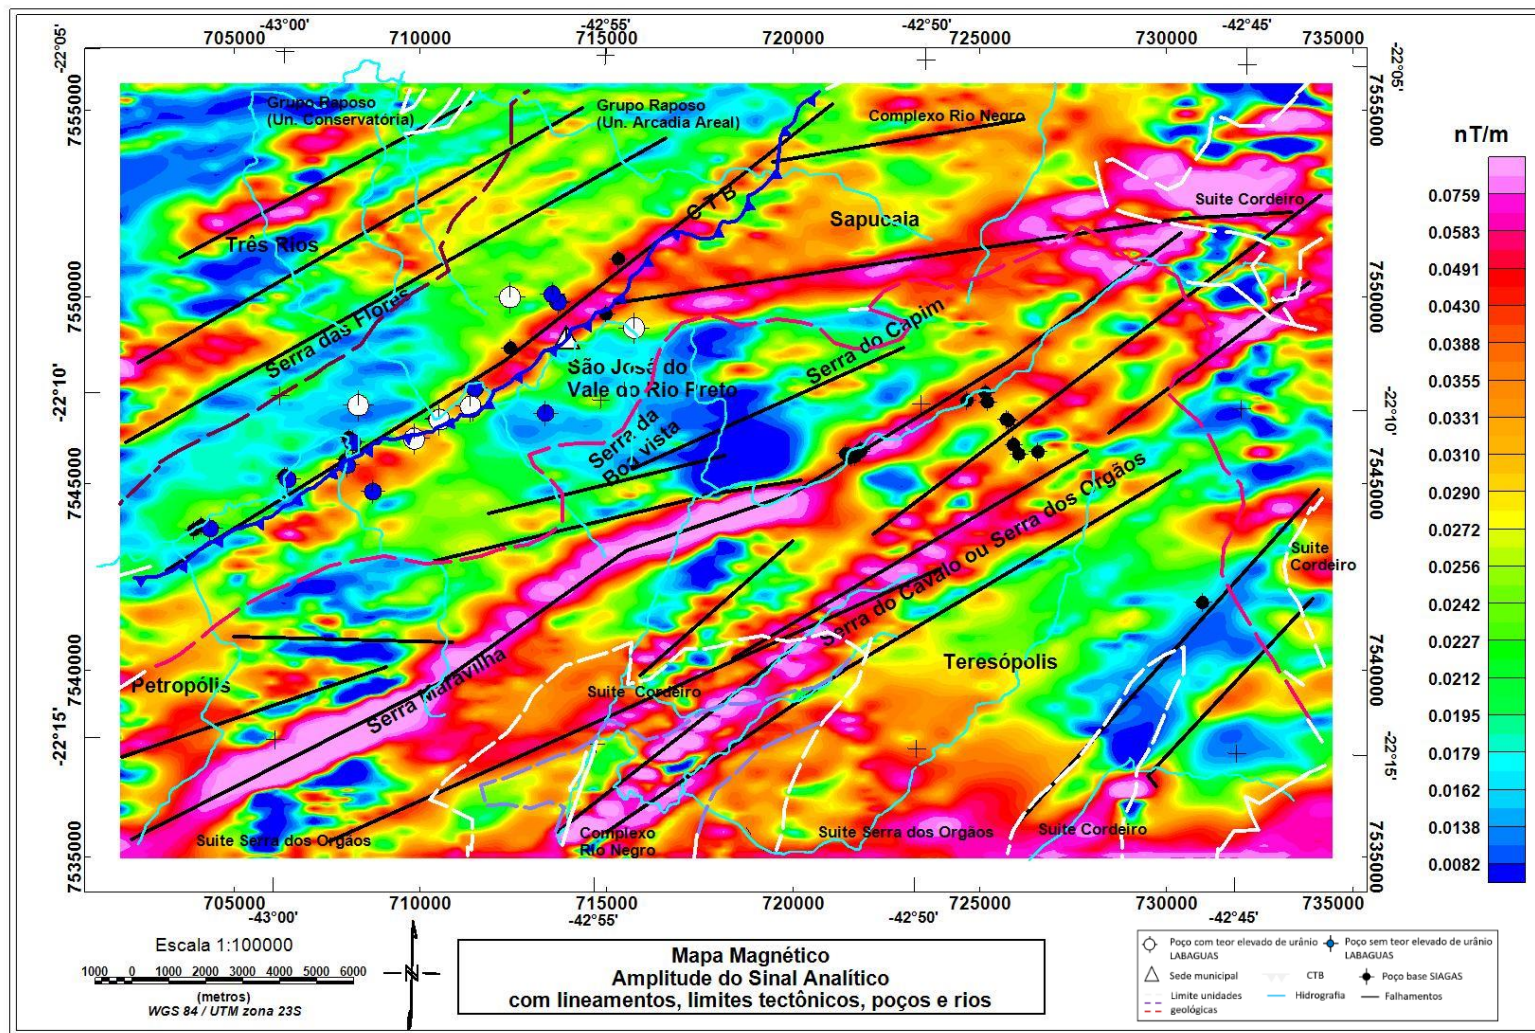 -43°00'
-42°55'
-42°50'
-42°45'
705000
710000
715000
720000
725000
730000
735000
-22°05'
-22°05'
7555000
7555000
Grupo Raposo
(Un. Conservatória)
Grupo Raposo
(Un. Arcadia Areal)
Complexo Rio Negro
nT/m
C T B
Suite Cordeiro
Sapucaia
Três Rios
7550000
7550000
Serra das Flores
Serra do Capim
São José do
Vale do Rio Preto
-22°10'
-22°10'
Serra da
Boa vista
7545000
7545000
Serra do Cavalo ou Serra dos Orgãos
Suite
Cordeiro
7540000
7540000
Teresópolis
Petropólis
Serra Maravilha
Suite Cordeiro
-22°15'
-22°15'
Suite Serra dos Orgãos
Complexo
Rio Negro
Suite Serra dos Orgãos
Suite Cordeiro
7535000
7535000
705000
710000
715000
720000
725000
730000
735000
-43°00'
-42°55'
-42°50'
-42°45'
0.0759
0.0583
0.0491
0.0430
0.0388
0.0355
0.0331
0.0310
0.0290
0.0272
0.0256
0.0242
0.0227
0.0212
0.0195
0.0179
0.0162
0.0138
0.0082
Escala 1:100000
1000 0 1000 2000 3000 4000 5000 6000
(metros)
WGS 84 / UTM zona 23S
N
Mapa Magnético
Amplitude do Sinal Analítico
com lineamentos, limites tectônicos, poços e rios
Poço com teor elevado de urânio
LABAGUAS
Poço sem teor elevado de urânio
LABAGUAS
Sede municipal
CTB
Poço base SIAGAS
Limite unidades
geológicas
Hidrografia
Falhamentos